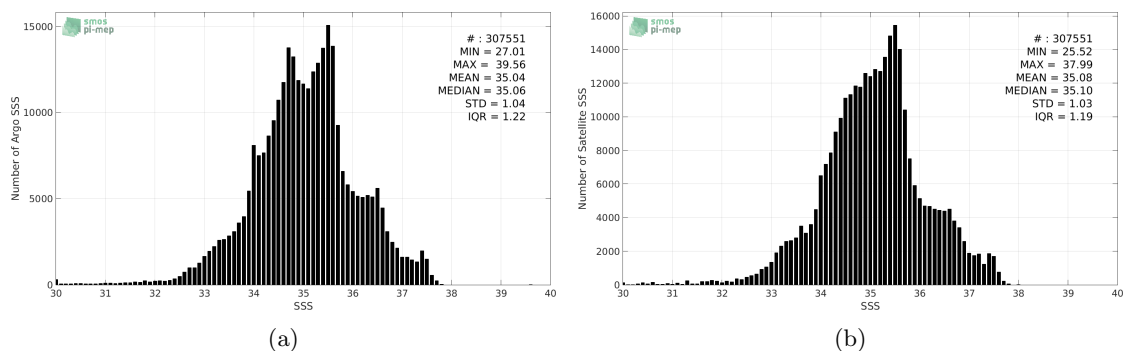 smos
pi-mep
# : 307551
MIN = 27.01
MAX = 39.56
MEAN = 35.04
MEDIAN = 35.06
STD = 1.04
IQR = 1.22
Number of Argo SSS
15000
10000
5000
0
30 31 32 33 34 35 36 37 38 39 40
SSS
(a)
smos
pi-mep
# : 307551
MIN = 25.52
MAX = 37.99
MEAN = 35.08
MEDIAN = 35.10
STD = 1.03
IQR = 1.19
Number of Satellite SSS
16000
14000
12000
10000
8000
6000
4000
2000
0
30 31 32 33 34 35 36 37 38 39 40
SSS
(b)